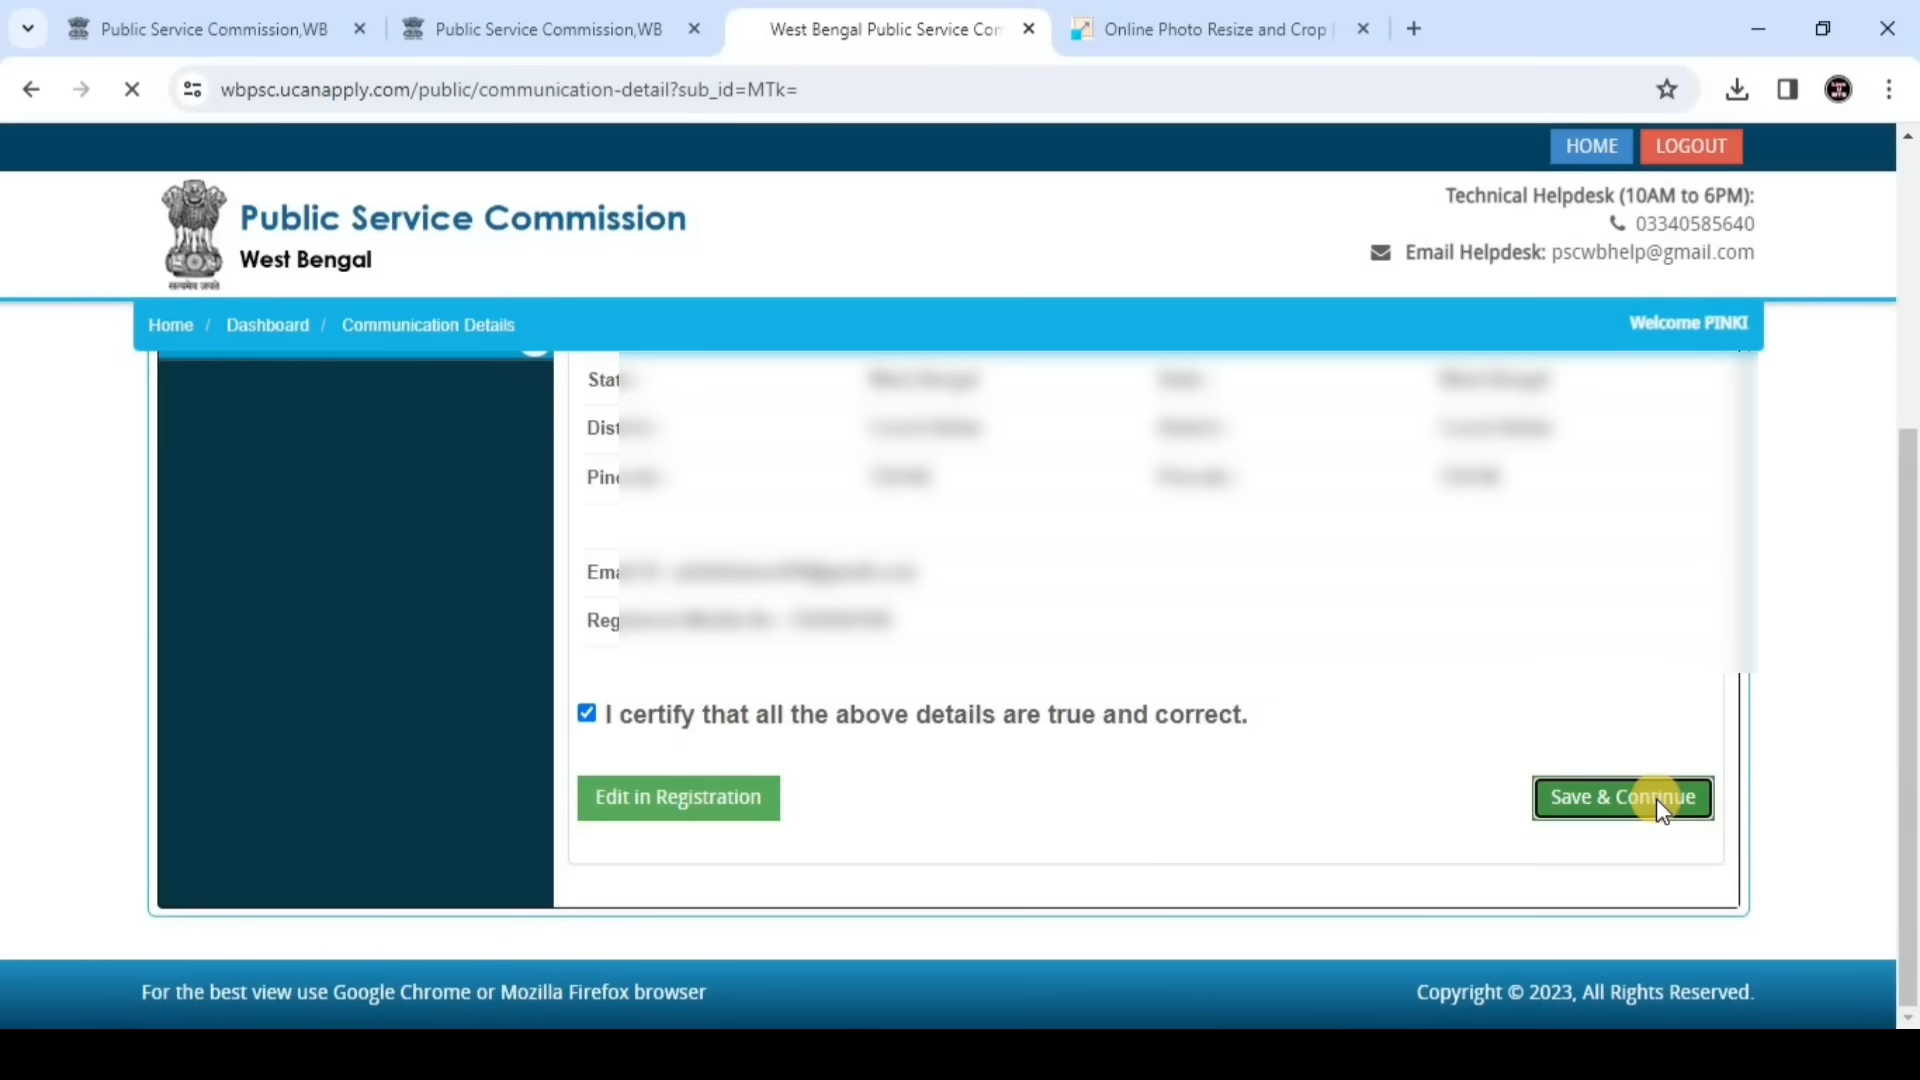 Public Service Commission,WB
Public Service Commission,WB
West Bengal Public Service Con
Online Photo Resize and Crop
wbpsc.ucanapply.com/public/communication-detail?sub_id=MTk=
HOME LOGOUT
Public Service Commission
West Bengal
सत्यमेव जयते
Technical Helpdesk (10AM to 6PM):
03340585640
Email Helpdesk: pscwbhelp@gmail.com
Home / Dashboard / Communication Details
Welcome PINKI
I certify that all the above details are true and correct.
Edit in Registration
Save & Continue
For the best view use Google Chrome or Mozilla Firefox browser
Copyright © 2023, All Rights Reserved.